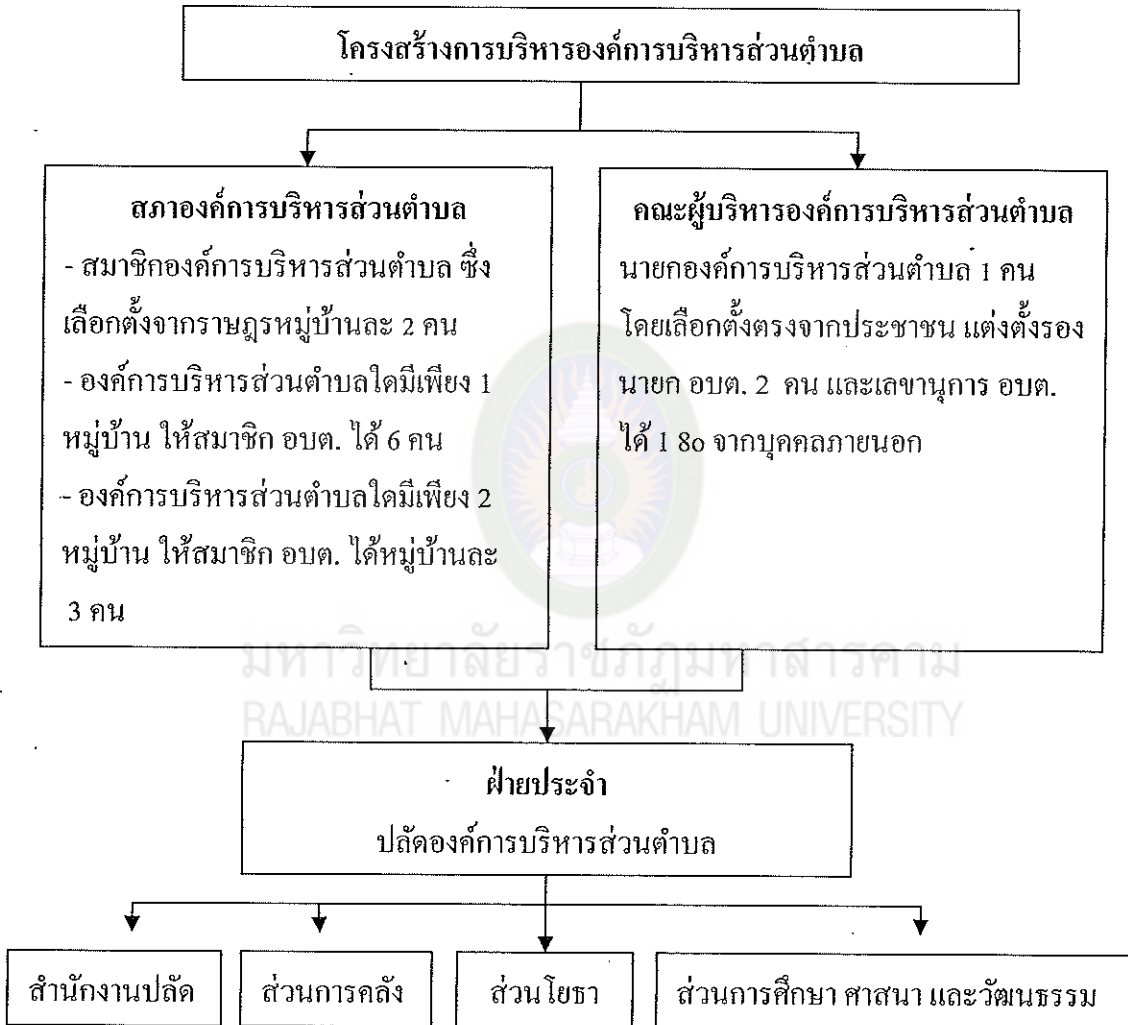 โครงสร้างการบริหารองค์การบริหารส่วนตำบล
สภาองค์การบริหารส่วนตำบล
- สมาชิกองค์การบริหารส่วนตำบล ซึ่ง
เลือกตั้งจากราษฎรหมู่บ้านละ 2 คน
- องค์การบริหารส่วนตำบลใดมีเพียง 1
หมู่บ้าน ให้สมาชิก อบต. ได้ 6 คน
- องค์การบริหารส่วนตำบลใดมีเพียง 2
หมู่บ้าน ให้สมาชิก อบต. ได้หมู่บ้านละ
3 คน
คณะผู้บริหารองค์การบริหารส่วนตำบล
นายกองค์การบริหารส่วนตำบล 1 คน
โดยเลือกตั้งตรงจากประชาชน แต่งตั้งรอง
นายก อบต. 2 คน และเลขานุการ อบต.
ได้ 1 8o จากบุคคลภายนอก
มหาวิทยาลัยราชภัฏมหาสารคาม
RAJABHAT MAHASARAKHAM UNIVERSITY
ฝ่ายประจำ
ปลัดองค์การบริหารส่วนตำบล
สำนักงานปลัด
ส่วนการคลัง
ส่วนโยธา
ส่วนการศึกษา ศาสนา และวัฒนธรรม